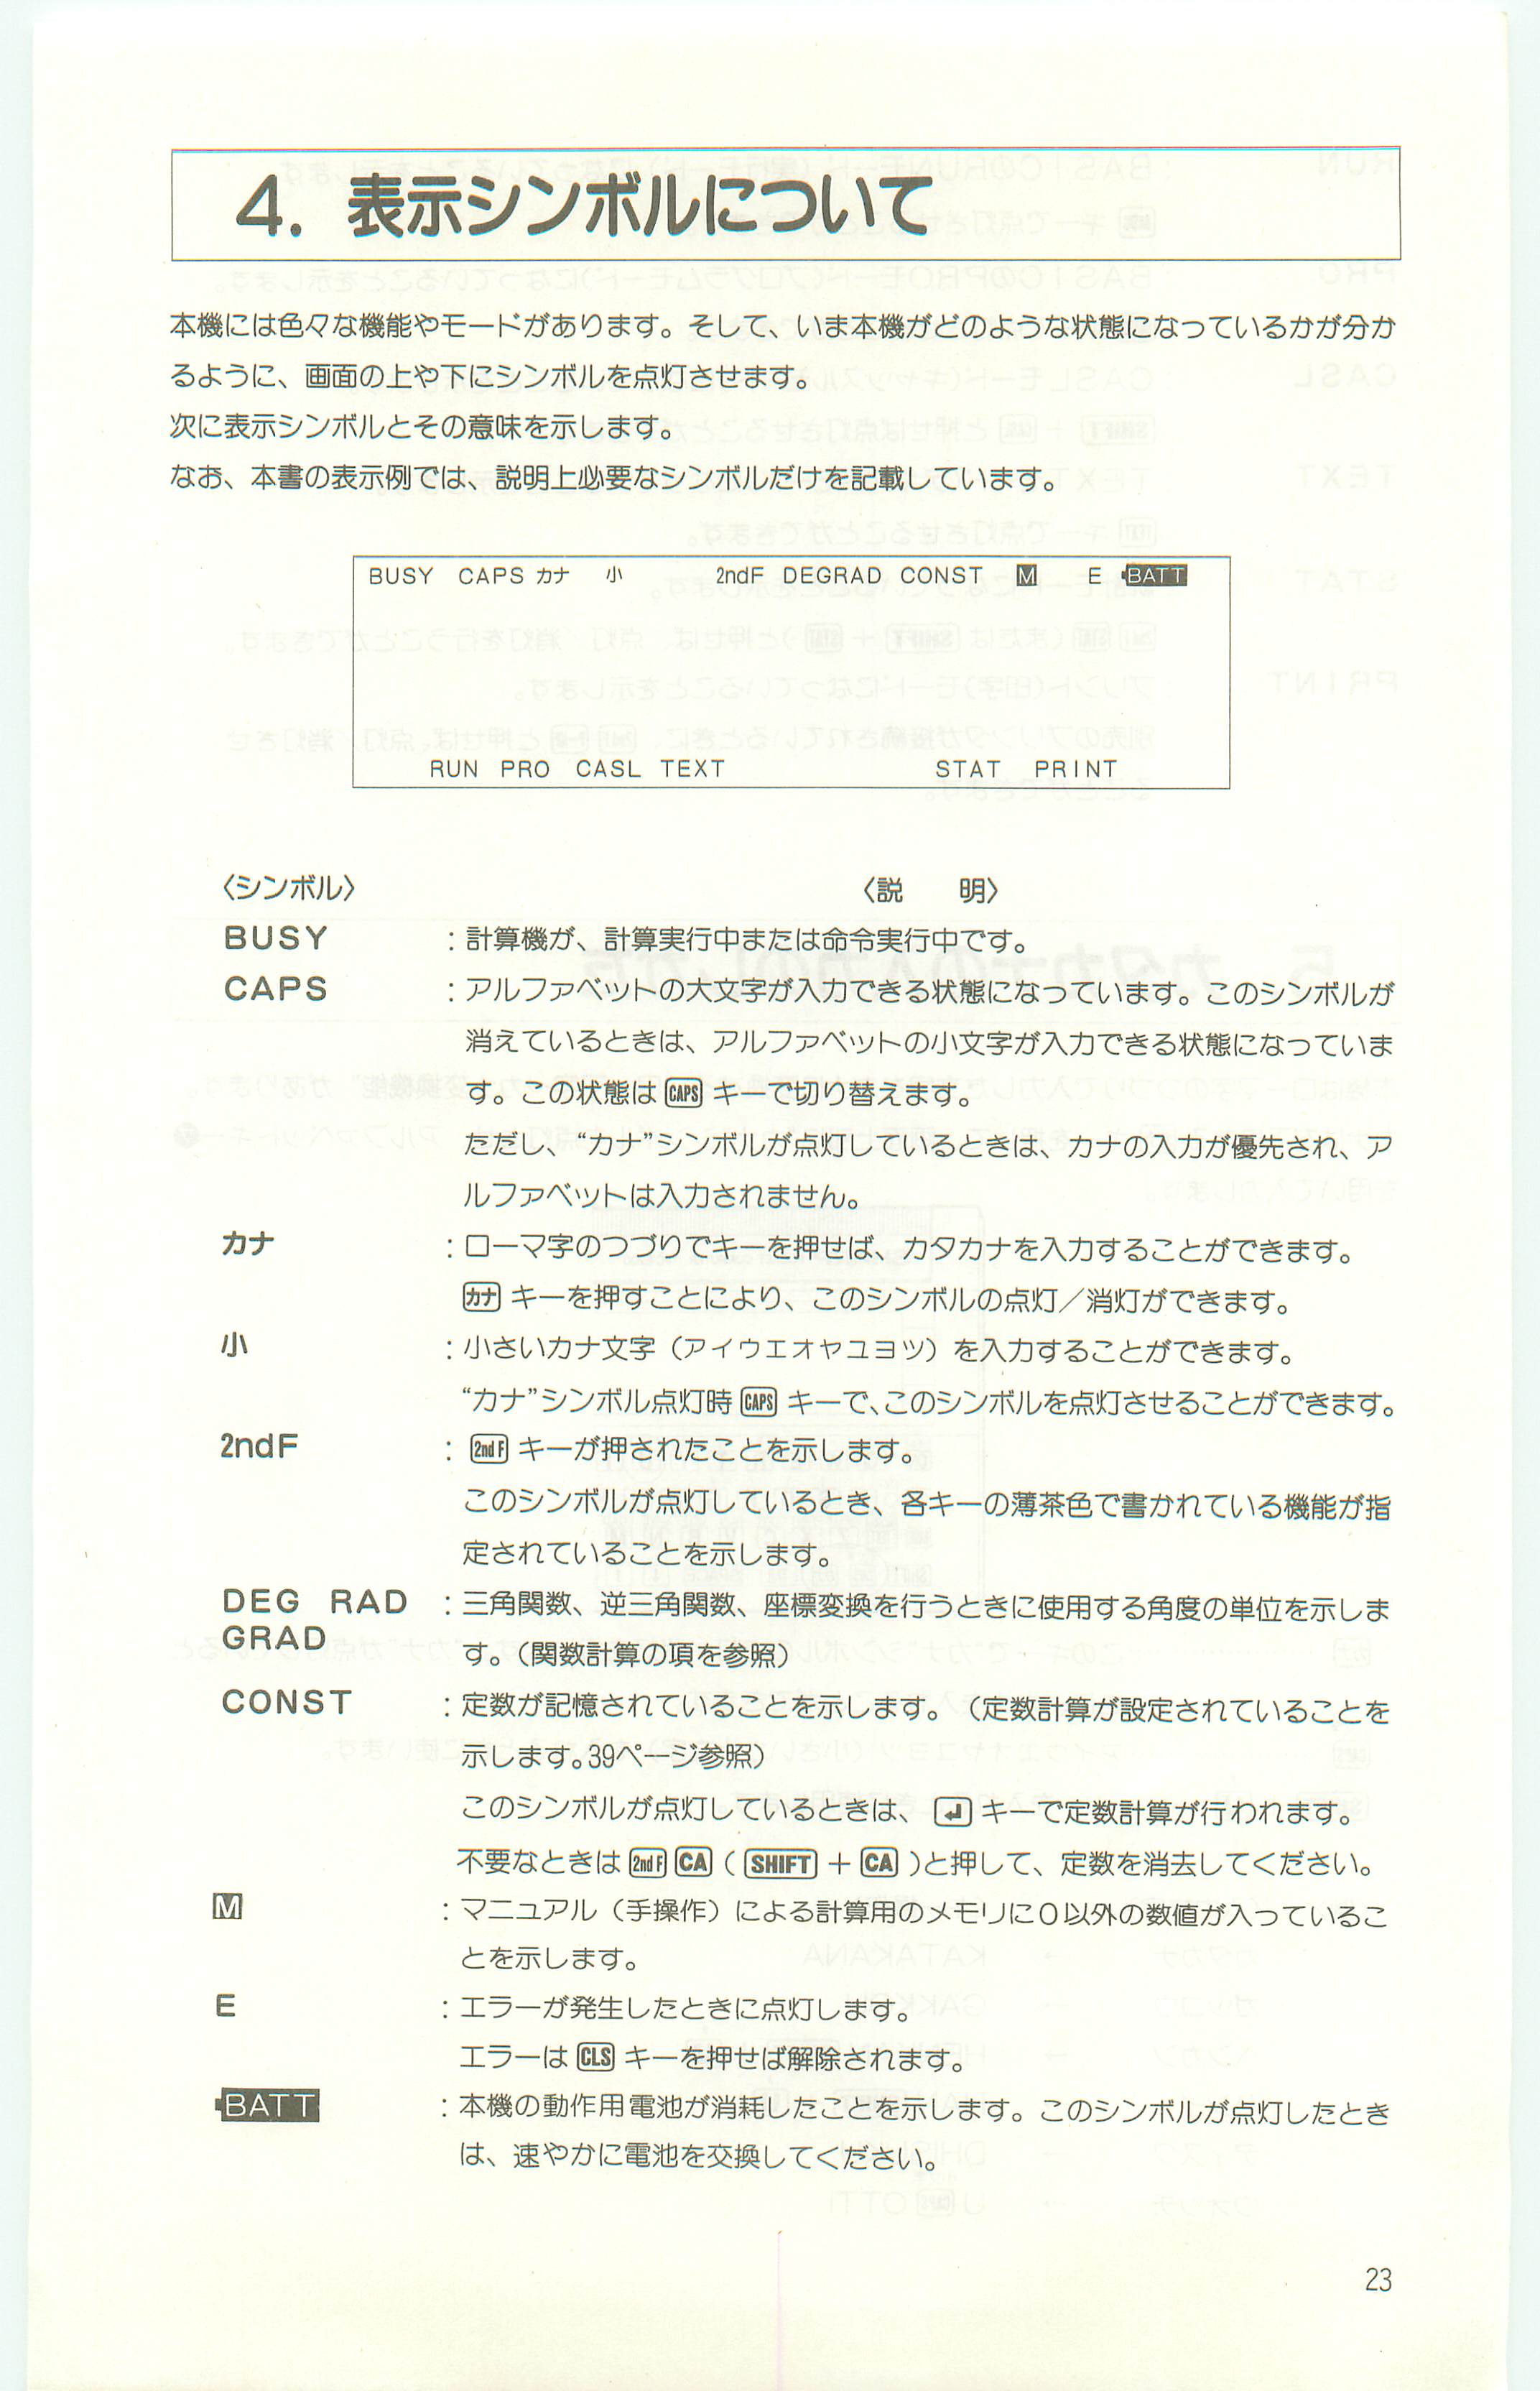 4. 表示シンボルについて
本機には色々な機能やモードがあります。そして、いま本機がどのような状態になっているかが分か
るように、画面の上や下にシンボルを点灯させます。
次に表示シンボルとその意味を示します。
なお、本書の表示例では、説明上必要なシンボルだけを記載しています。
BUSY CAPS カナ 小 2ndF DEGRAD CONST M E BATT
RUN PRO CASL TEXT STAT PRINT
〈シンボル〉 〈説 明〉
BUSY : 計算機が、計算実行中または命令実行中です。
CAPS : アルファベットの大文字が入力できる状態になっています。このシンボルが
消えているときは、アルファベットの小文字が入力できる状態になっていま
す。この状態は CAPS キーで切り替えます。
ただし、“カナ”シンボルが点灯しているときは、カナの入力が優先され、ア
ルファベットは入力されません。
カナ : ローマ字のつづりでキーを押せば、カタカナを入力することができます。
カナ キーを押すことにより、このシンボルの点灯／消灯ができます。
小 : 小さいカナ文字（アイウエオヤユヨツ）を入力することができます。
“カナ”シンボル点灯時 CAPS キーで、このシンボルを点灯させることができます。
2ndF : 2nd F キーが押されたことを示します。
このシンボルが点灯しているとき、各キーの薄茶色で書かれている機能が指
定されていることを示します。
DEG RAD : 三角関数、逆三角関数、座標変換を行うときに使用する角度の単位を示しま
GRAD す。（関数計算の項を参照）
CONST : 定数が記憶されていることを示します。（定数計算が設定されていることを
示します。39ページ参照）
このシンボルが点灯しているときは、 ↵ キーで定数計算が行われます。
不要なときは 2nd F CA ( SHIFT + CA )と押して、定数を消去してください。
M : マニュアル（手操作）による計算用のメモリに0以外の数値が入っているこ
とを示します。
E : エラーが発生したときに点灯します。
エラーは CLS キーを押せば解除されます。
BATT : 本機の動作用電池が消耗したことを示します。このシンボルが点灯したとき
は、速やかに電池を交換してください。
23